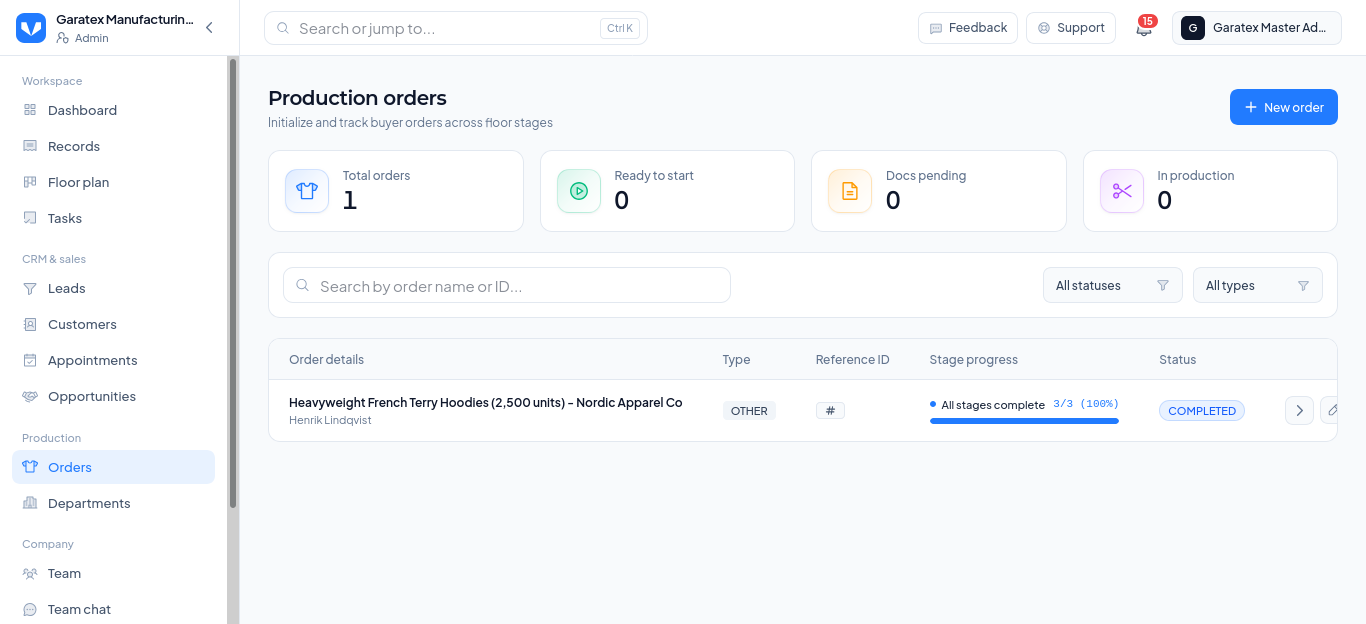 Garatex Manufacturin...
Admin
Search or jump to...
Ctrl K
Feedback
Support
15
G
Garatex Master Ad...
Workspace
Dashboard
Records
Floor plan
Tasks
CRM & sales
Leads
Customers
Appointments
Opportunities
Production
Orders
Departments
Company
Team
Team chat
Production orders
Initialize and track buyer orders across floor stages
New order
Total orders
1
Ready to start
0
Docs pending
0
In production
0
Search by order name or ID...
All statuses
All types
Order details
Type
Reference ID
Stage progress
Status
Heavyweight French Terry Hoodies (2,500 units) - Nordic Apparel Co
Henrik Lindqvist
OTHER
#
All stages complete
3/3 (100%)
COMPLETED